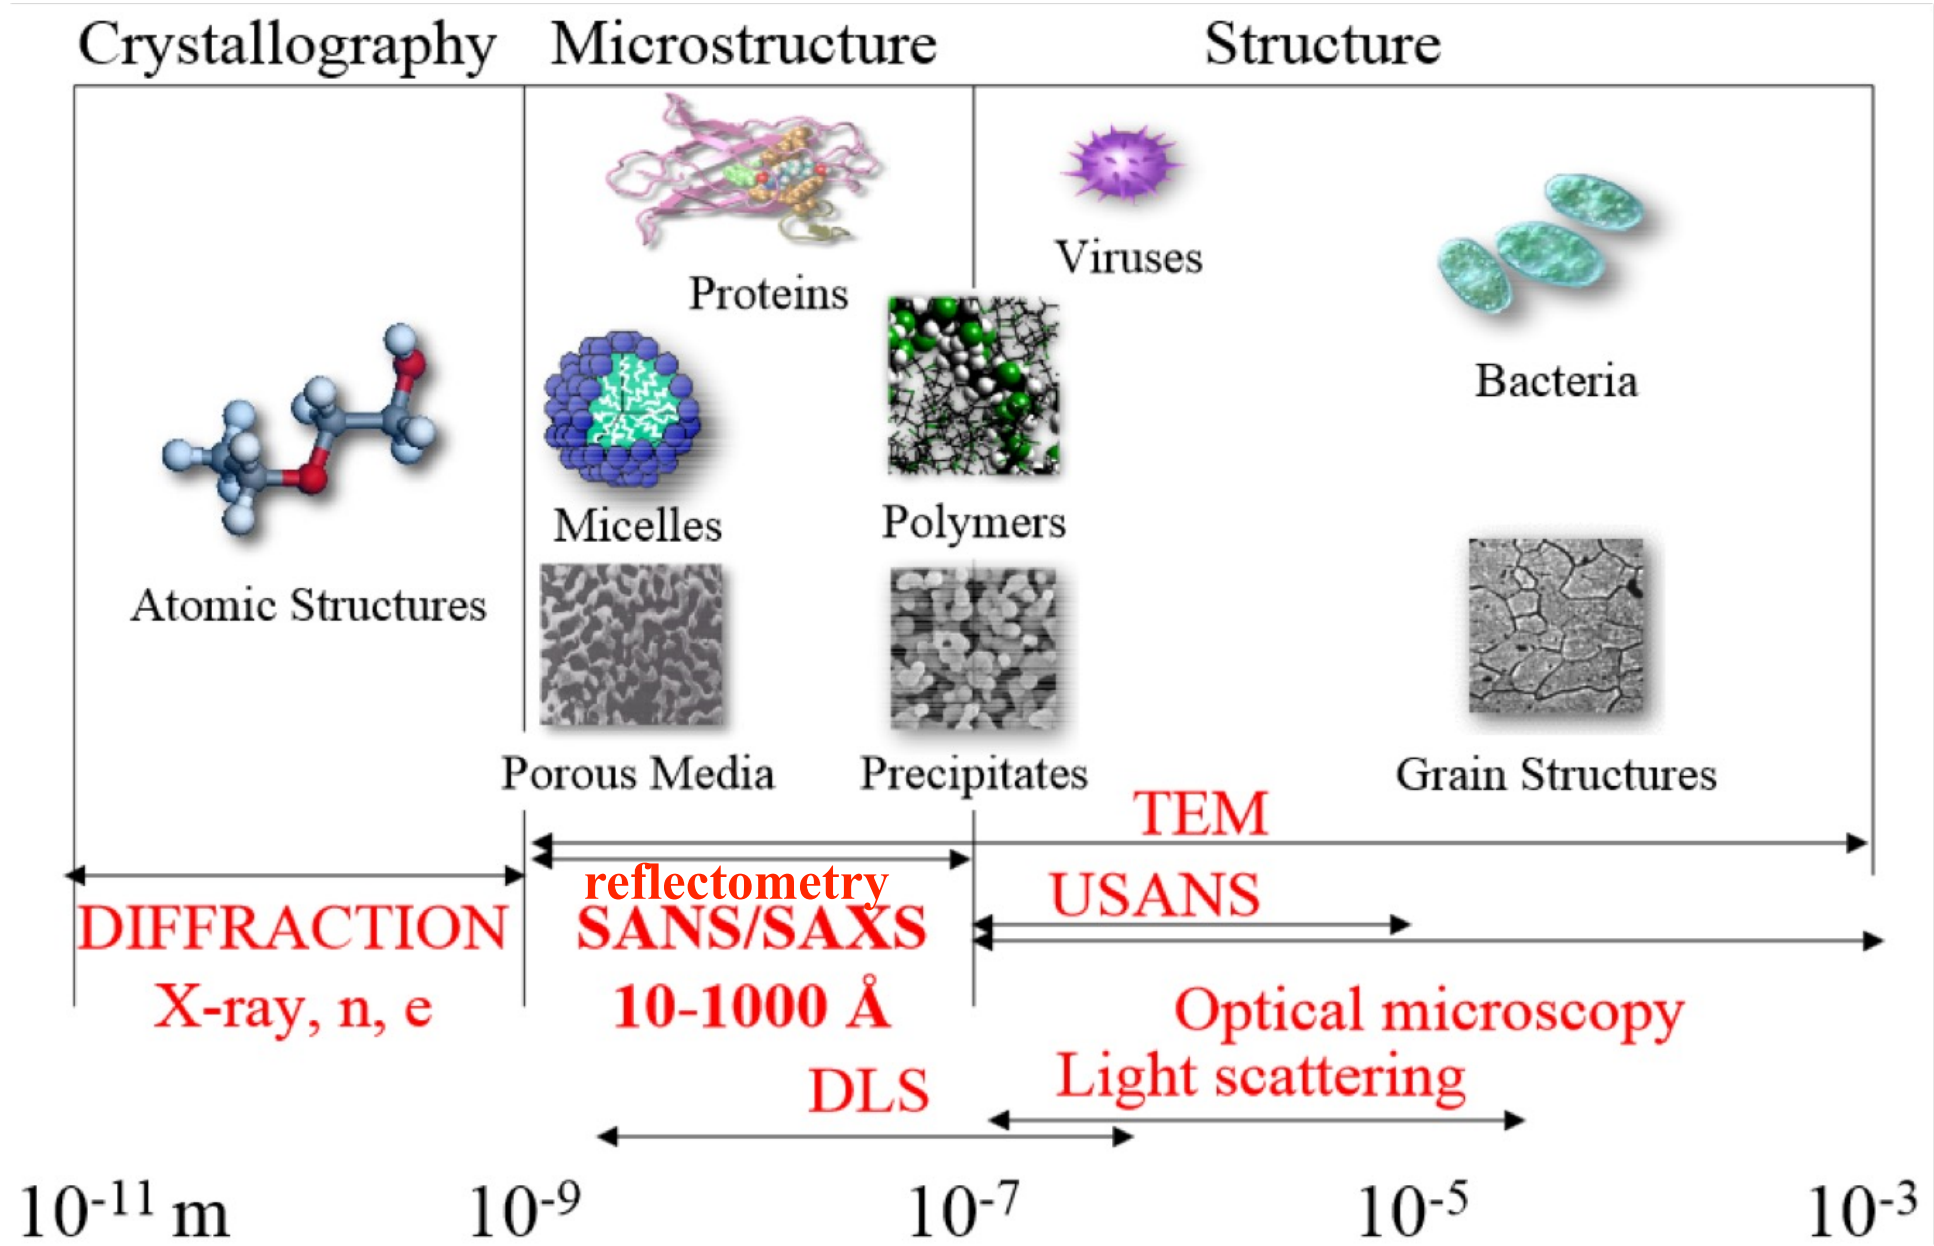 Crystallography Microstructure Structure
Proteins
Viruses
Bacteria
Micelles
Polymers
Atomic Structures
Porous Media
Precipitates
Grain Structures
TEM
reflectometry
USANS
DIFFRACTION
X-ray, n, e
SANS/SAXS
10-1000 Å
Optical microscopy
Light scattering
DLS
10⁻¹¹ m 10⁻⁹ 10⁻⁷ 10⁻⁵ 10⁻³